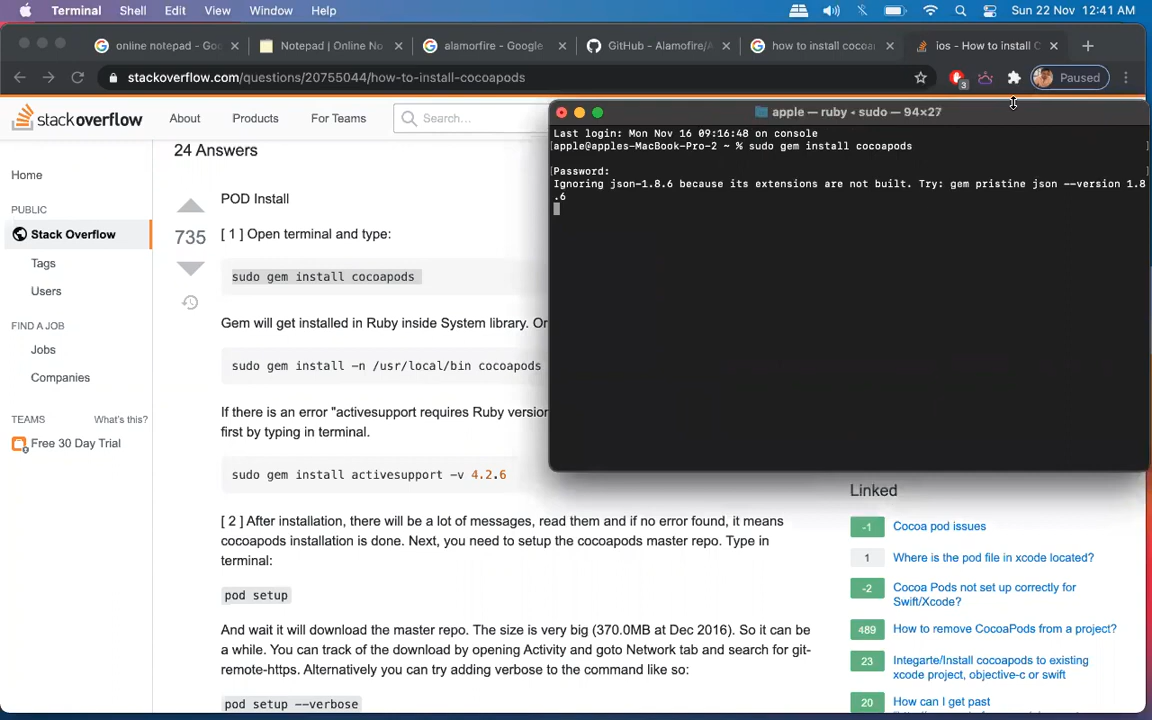 Terminal Shell Edit View Window Help Sun 22 Nov 12:41 AM
online notepad - Goo Notepad | Online No alamorfire - Google GitHub - Alamofire/A how to install cocoa ios - How to install C
stackoverflow.com/questions/20755044/how-to-install-cocoapods 3 Paused
stackoverflow About Products For Teams Search...
apple — ruby ◂ sudo — 94×27
Last login: Mon Nov 16 09:16:48 on console
[apple@apples-MacBook-Pro-2 ~ % sudo gem install cocoapods ]
[Password: ]
Ignoring json-1.8.6 because its extensions are not built. Try: gem pristine json --version 1.8
.6
Home
PUBLIC
Stack Overflow
Tags
Users
FIND A JOB
Jobs
Companies
TEAMS What's this?
Free 30 Day Trial
24 Answers
735
POD Install
[ 1 ] Open terminal and type:
sudo gem install cocoapods
Gem will get installed in Ruby inside System library. Or
sudo gem install -n /usr/local/bin cocoapods
If there is an error "activesupport requires Ruby version
first by typing in terminal.
sudo gem install activesupport -v 4.2.6
[ 2 ] After installation, there will be a lot of messages, read them and if no error found, it means
cocoapods installation is done. Next, you need to setup the cocoapods master repo. Type in
terminal:
pod setup
And wait it will download the master repo. The size is very big (370.0MB at Dec 2016). So it can be
a while. You can track of the download by opening Activity and goto Network tab and search for git-
remote-https. Alternatively you can try adding verbose to the command like so:
pod setup --verbose
Linked
-1 Cocoa pod issues
1 Where is the pod file in xcode located?
-2 Cocoa Pods not set up correctly for
Swift/Xcode?
489 How to remove CocoaPods from a project?
23 Integarte/Install cocoapods to existing
xcode project, objective-c or swift
20 How can I get past